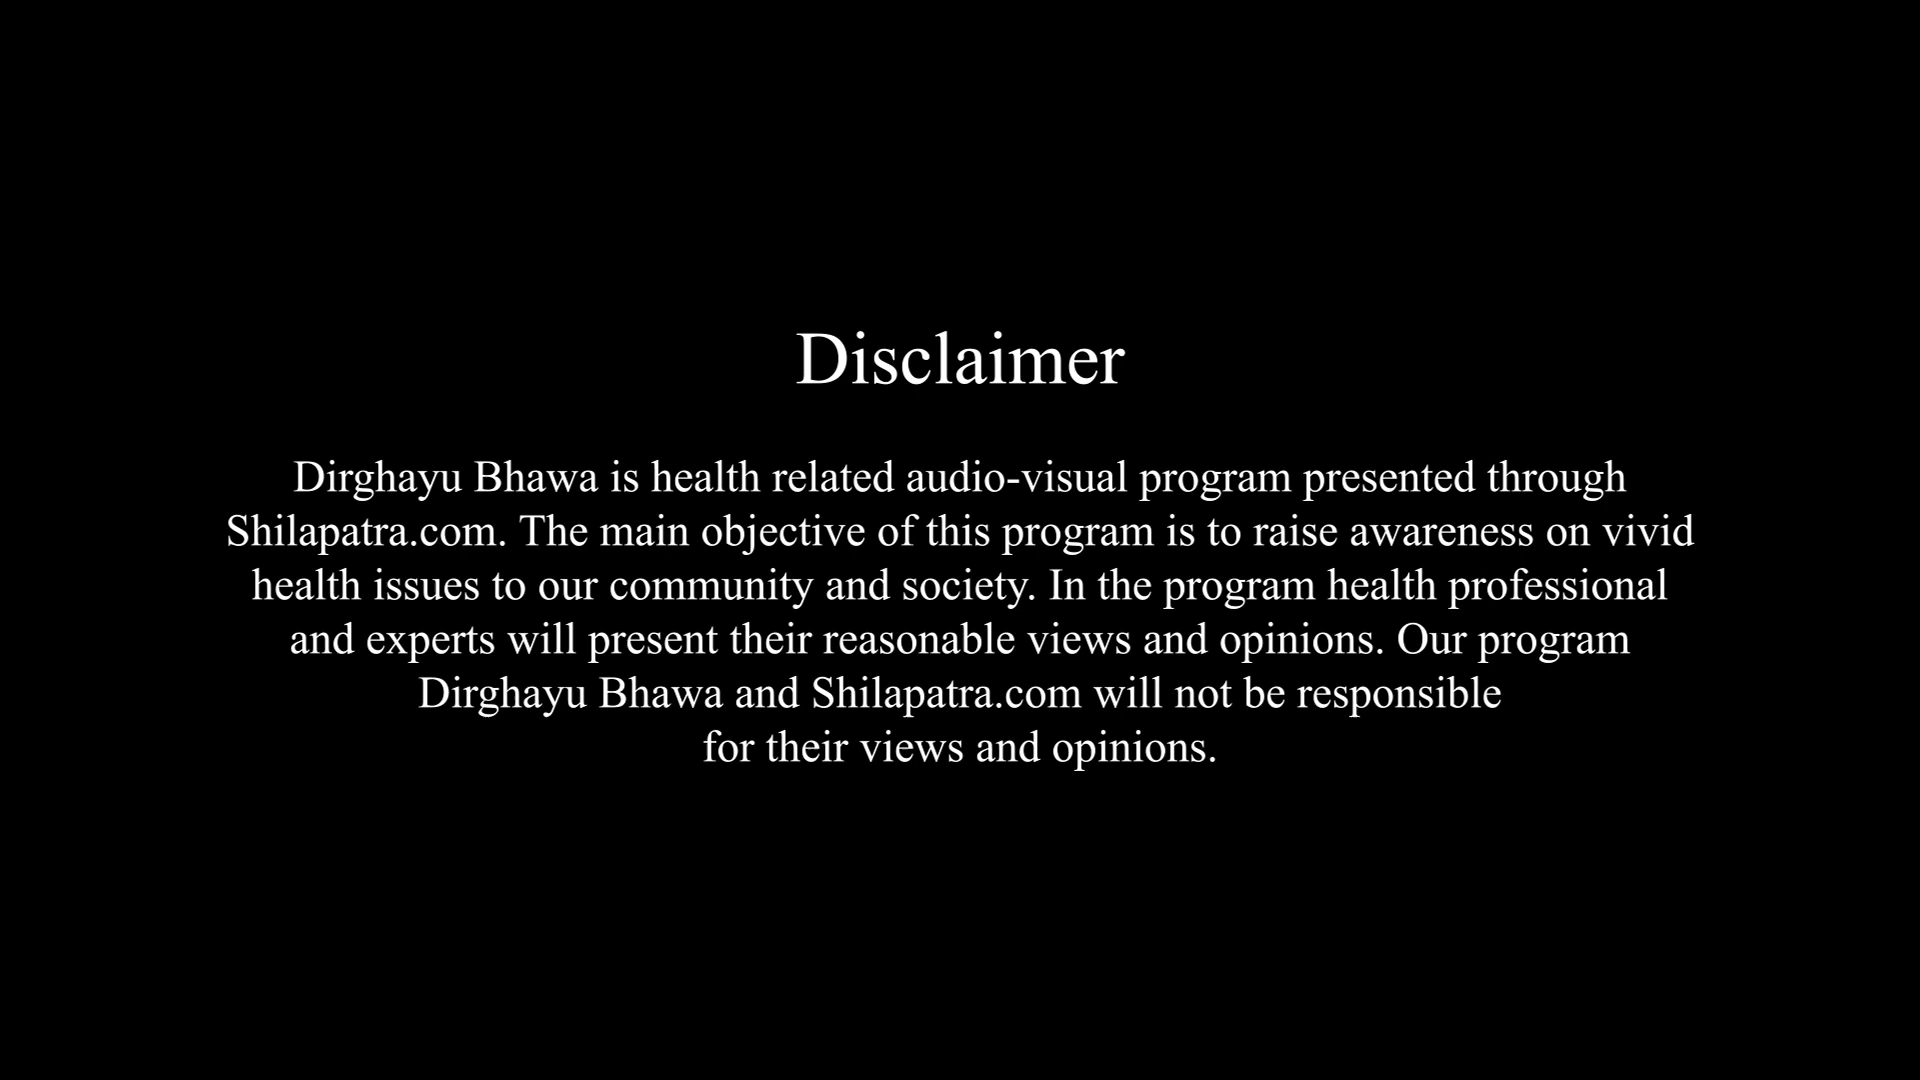 Disclaimer
Dirghayu Bhawa is health related audio-visual program presented through
Shilapatra.com. The main objective of this program is to raise awareness on vivid
health issues to our community and society. In the program health professional
and experts will present their reasonable views and opinions. Our program
Dirghayu Bhawa and Shilapatra.com will not be responsible
for their views and opinions.